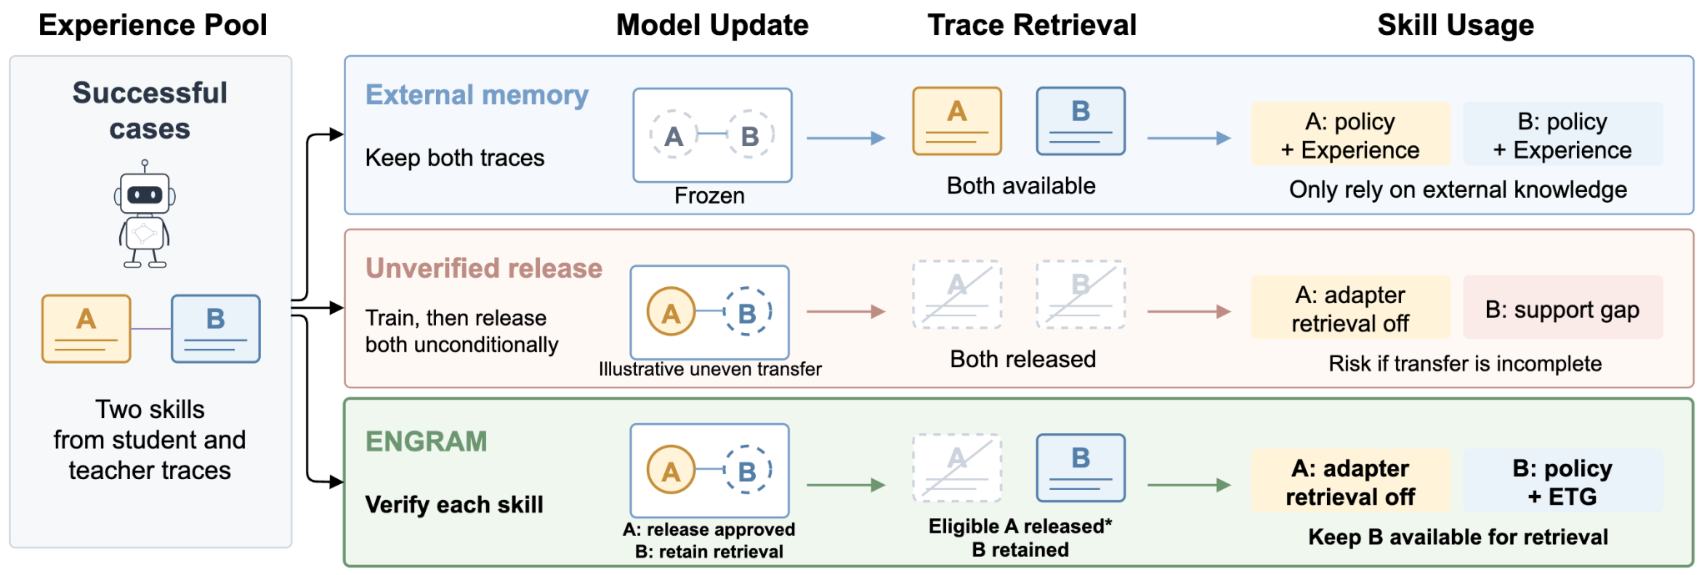 Experience Pool
Model Update
Trace Retrieval
Skill Usage
Successful
cases
A
B
Two skills
from student and
teacher traces
External memory
Keep both traces
A
B
Frozen
A
B
Both available
A: policy
+ Experience
B: policy
+ Experience
Only rely on external knowledge
Unverified release
Train, then release
both unconditionally
A
B
Illustrative uneven transfer
A
B
Both released
A: adapter
retrieval off
B: support gap
Risk if transfer is incomplete
ENGRAM
Verify each skill
A
B
A: release approved
B: retain retrieval
A
B
Eligible A released*
B retained
A: adapter
retrieval off
B: policy
+ ETG
Keep B available for retrieval